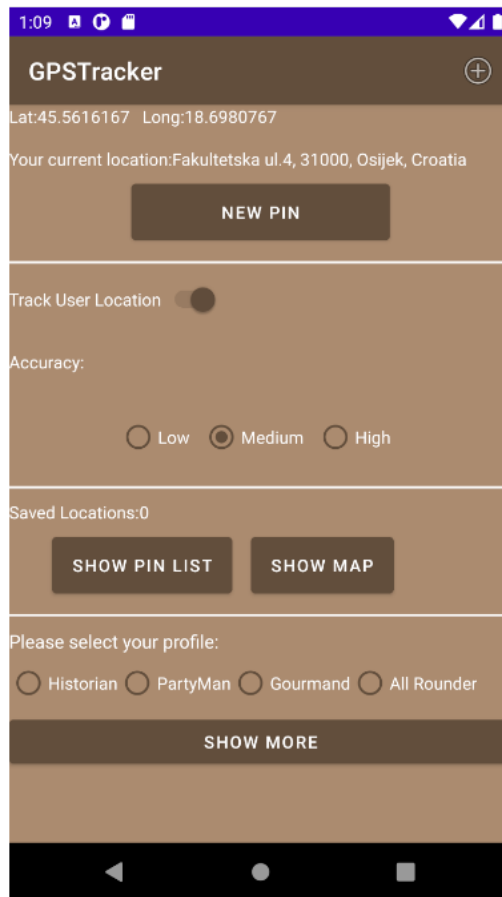 1:09
GPSTracker
Lat:45.5616167 Long:18.6980767
Your current location:Fakultetska ul.4, 31000, Osijek, Croatia
NEW PIN
Track User Location
Accuracy:
Low Medium High
Saved Locations:0
SHOW PIN LIST SHOW MAP
Please select your profile:
Historian PartyMan Gourmand All Rounder
SHOW MORE